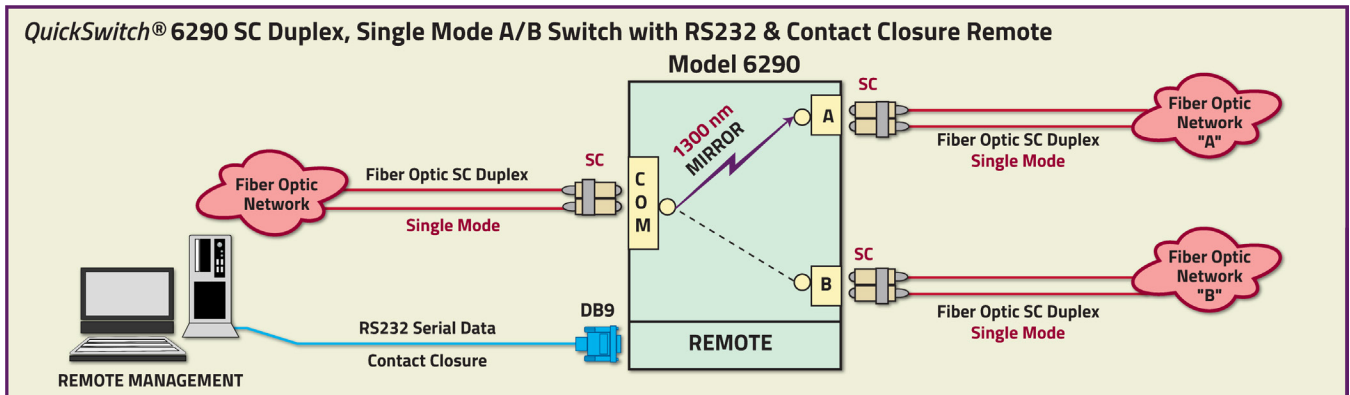 QuickSwitch® 6290 SC Duplex, Single Mode A/B Switch with RS232 & Contact Closure Remote
Model 6290
SC
A
1300 nm
MIRROR
Fiber Optic
Network
"A"
Fiber Optic SC Duplex
Single Mode
SC
COM
Fiber Optic
Network
Fiber Optic SC Duplex
Single Mode
SC
B
Fiber Optic
Network
"B"
Fiber Optic SC Duplex
Single Mode
DB9
RS232 Serial Data
Contact Closure
REMOTE
REMOTE MANAGEMENT